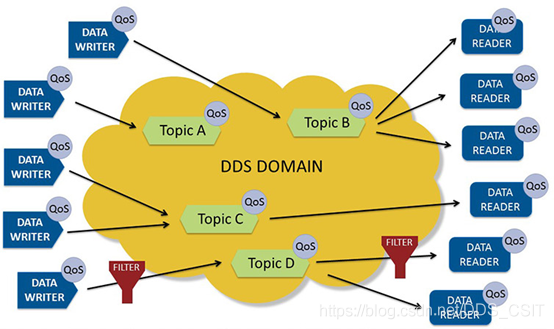 QoS
DATA
WRITER
QoS
DATA
READER
QoS
DATA
WRITER
QoS
DATA
READER
QoS
Topic A
QoS
Topic B
QoS
DATA
READER
QoS
DATA
WRITER
DDS DOMAIN
QoS
DATA
READER
QoS
DATA
WRITER
QoS
Topic C
QoS
DATA
WRITER
FILTER
QoS
Topic D
FILTER
QoS
DATA
READER
QoS
DATA
READER
https://blog.csdn.net/DDS_CSIT